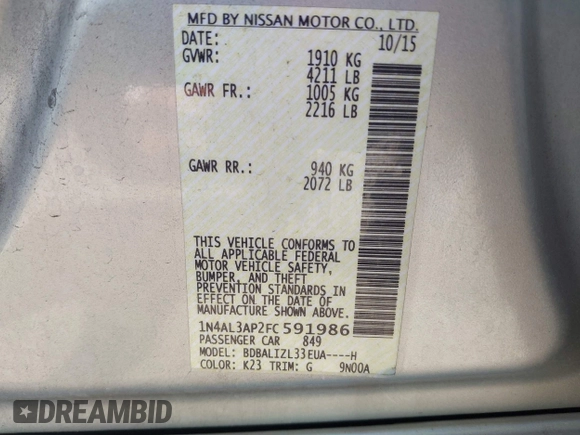 MFD BY NISSAN MOTOR CO., LTD.
DATE: 10/15
GVWR: 1910 KG
4211 LB
GAWR FR.: 1005 KG
2216 LB
GAWR RR.: 940 KG
2072 LB
THIS VEHICLE CONFORMS TO
ALL APPLICABLE FEDERAL
MOTOR VEHICLE SAFETY,
BUMPER, AND THEFT
PREVENTION STANDARDS IN
EFFECT ON THE DATE OF
MANUFACTURE SHOWN ABOVE.
1N4AL3AP2FC591986
PASSENGER CAR 849
MODEL: BDBALIZL33EUA----H
COLOR: K23 TRIM: G 9N00A
DREAMBID